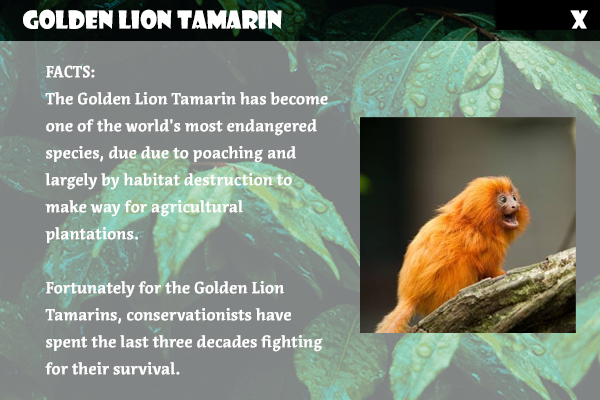 GOLDEN LION TAMARIN X
FACTS:
The Golden Lion Tamarin has become
one of the world's most endangered
species, due due to poaching and
largely by habitat destruction to
make way for agricultural
plantations.
Fortunately for the Golden Lion
Tamarins, conservationists have
spent the last three decades fighting
for their survival.